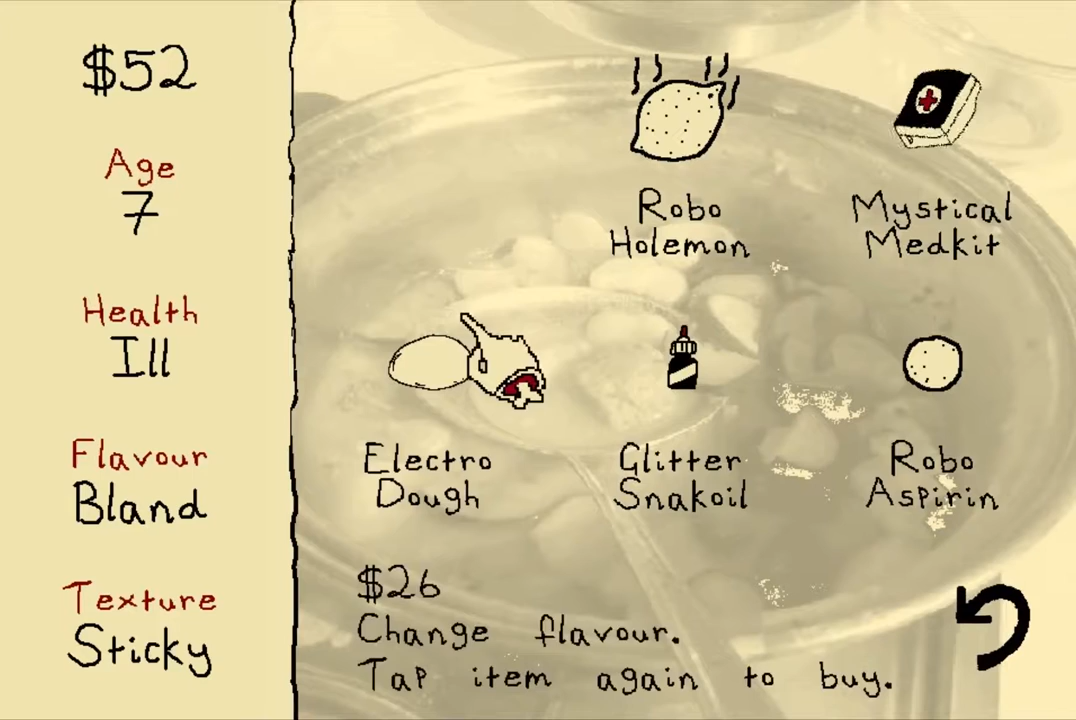 $52
Age
7
Health
Ill
Flavour
Bland
Texture
Sticky
Robo
Holemon
Mystical
Medkit
Electro
Dough
Glitter
Snakoil
Robo
Aspirin
$26
Change flavour.
Tap item again to buy.